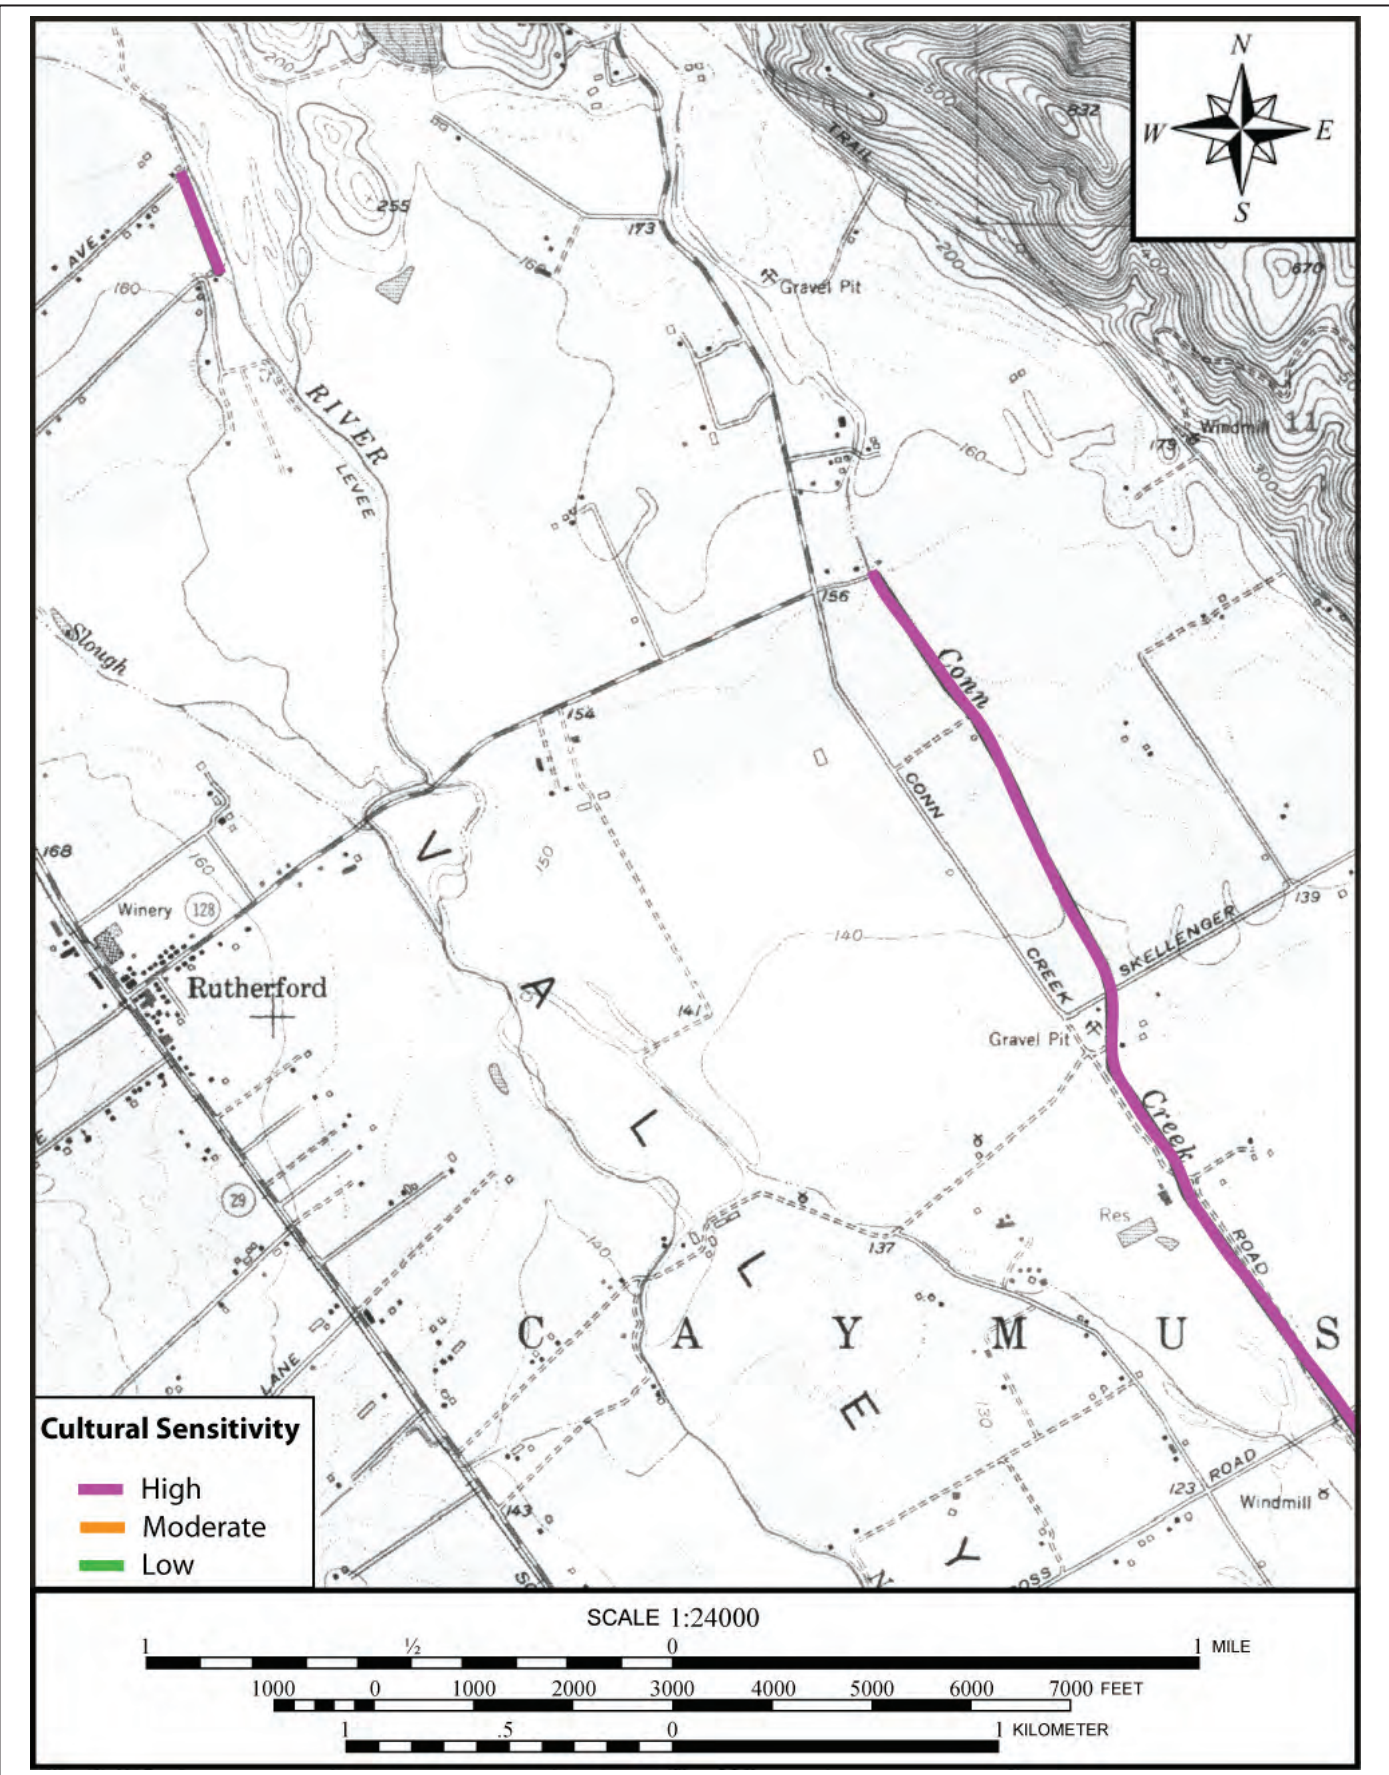 N
W E
S
200
500
832
TRAIL
255
173
160
200
400
670
AVE
160
Gravel Pit
RIVER
LEVEE
Windmill
11
179
160
300
156
Slough
Conn
154
CONN
V
150
168
160
Winery
128
139
SKELLENGER
140
CREEK
Rutherford
A
141
Gravel Pit
Creek
L
29
Res
ROAD
140
137
L
C A Y M U S
LANE
E
130
ROAD
123
Windmill
143
Y
OSS
N
SO
Cultural Sensitivity
High
Moderate
Low
SCALE 1:24000
1 ½ 0 1 MILE
1000 0 1000 2000 3000 4000 5000 6000 7000 FEET
1 .5 0 1 KILOMETER